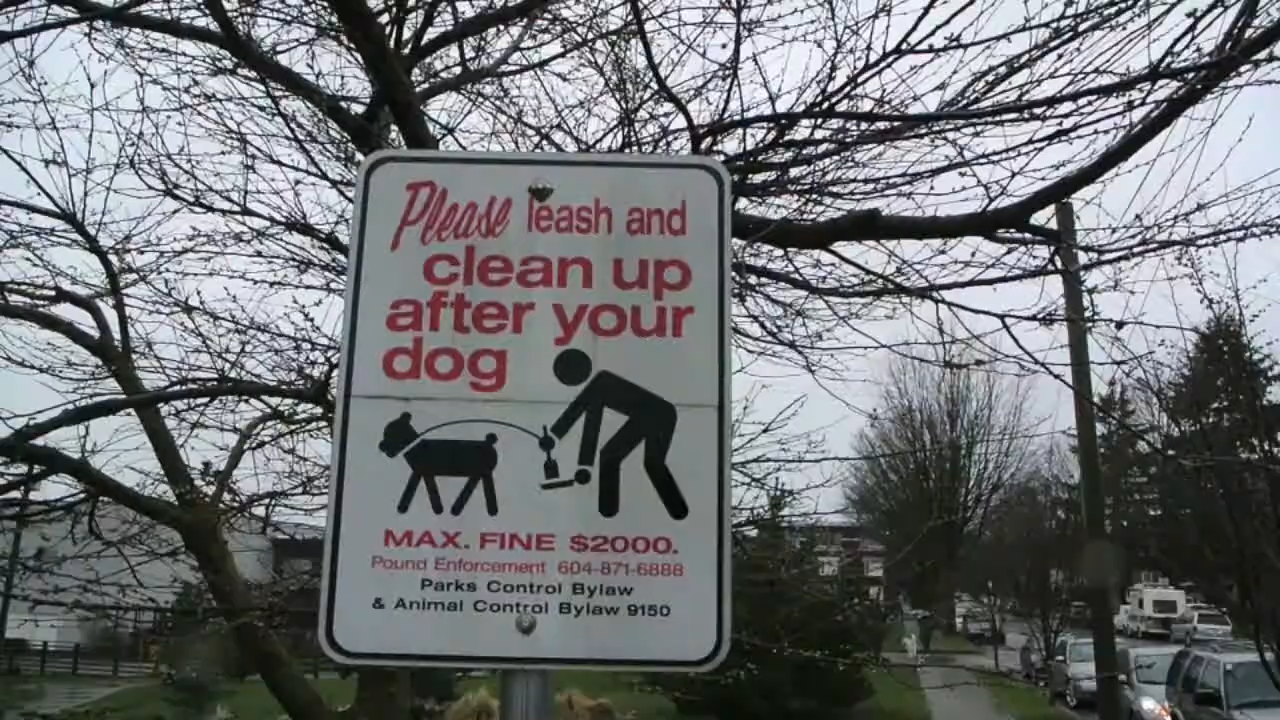 Please leash and
clean up
after your
dog
MAX. FINE $2000.
Pound Enforcement 604-871-6888
Parks Control Bylaw
& Animal Control Bylaw 9150